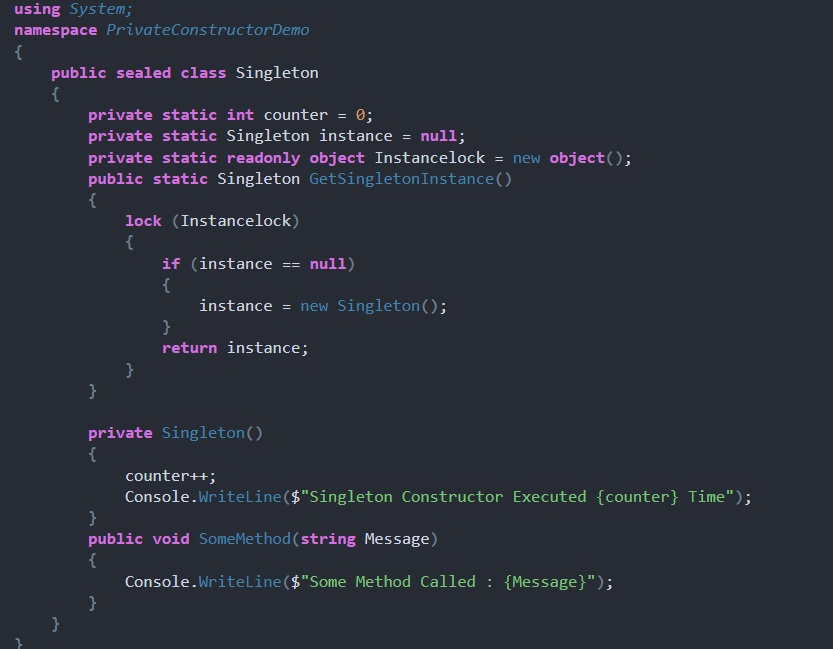 using System;
namespace PrivateConstructorDemo
{
    public sealed class Singleton
    {
        private static int counter = 0;
        private static Singleton instance = null;
        private static readonly object Instancelock = new object();
        public static Singleton GetSingletonInstance()
        {
            lock (Instancelock)
            {
                if (instance == null)
                {
                    instance = new Singleton();
                }
                return instance;
            }
        }

        private Singleton()
        {
            counter++;
            Console.WriteLine($"Singleton Constructor Executed {counter} Time");
        }
        public void SomeMethod(string Message)
        {
            Console.WriteLine($"Some Method Called : {Message}");
        }
    }
}